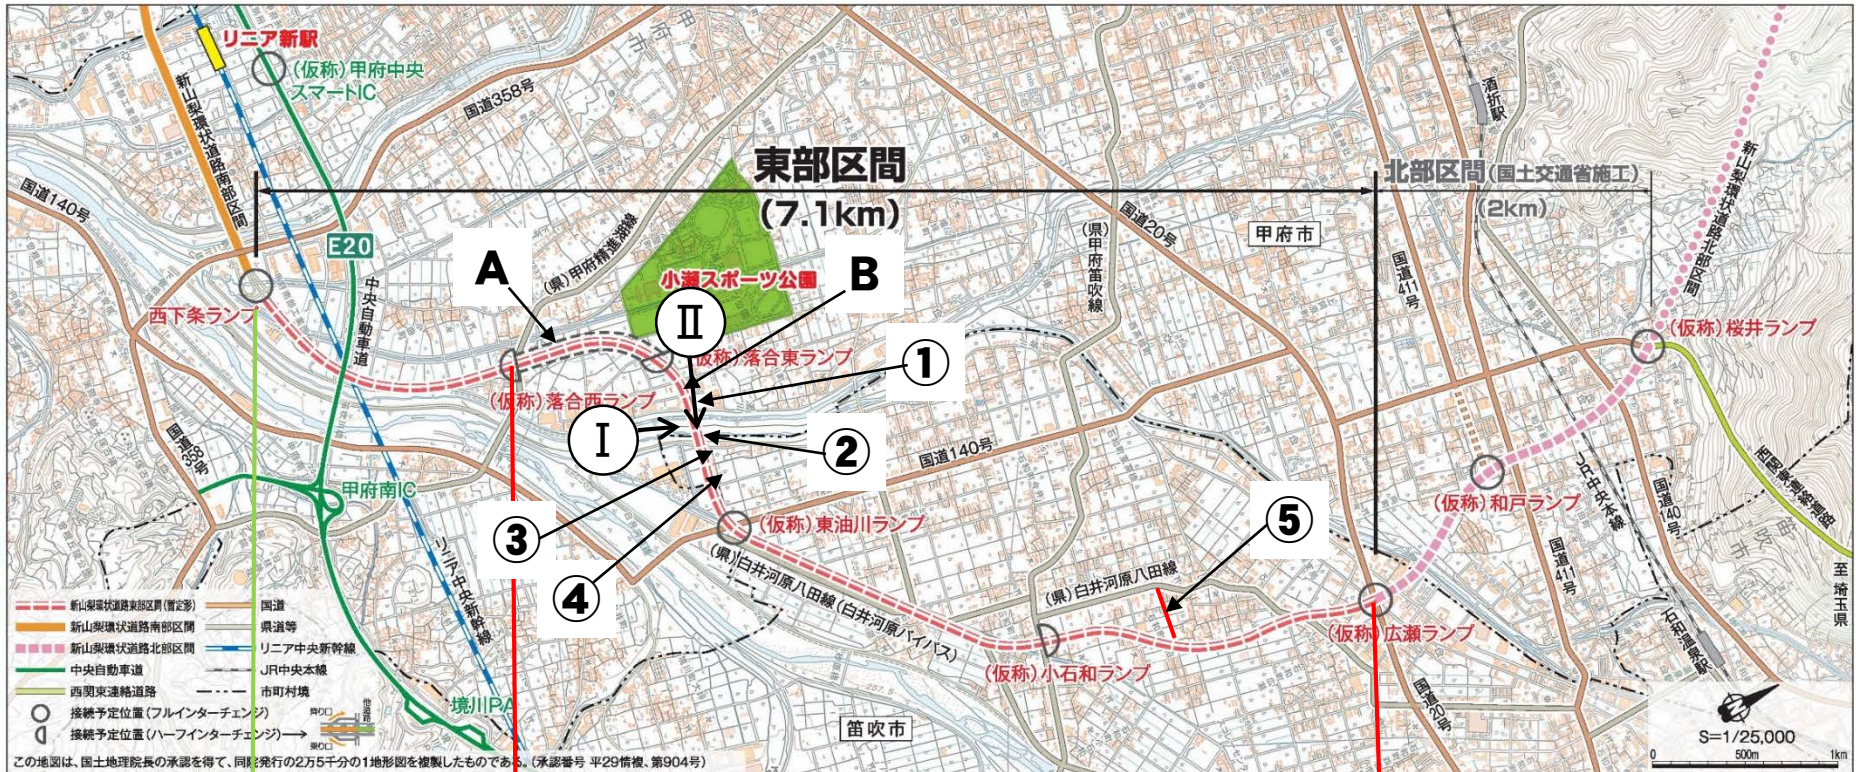 リニア新駅
(仮称)甲府中央
スマートIC
新山梨環状道路南部区間
国道358号
国道140号
E20
中央自動車道
東部区間
(7.1km)
北部区間(国土交通省施工)
(2km)
酒折駅
新山梨環状道路北部区間
国道20号
甲府市
国道411号
(県)甲府笛吹線
(県)甲府精進湖線
A
B
小瀬スポーツ公園
Ⅱ
西下条ランプ
(仮称)落合東ランプ
①
(仮称)桜井ランプ
(仮称)落合西ランプ
Ⅰ
②
国道140号
国道358号
甲府南IC
③
(仮称)東油川ランプ
⑤
(仮称)和戸ランプ
JR中央本線
国道140号
西関東連絡道路
笛吹市
至 埼玉県
④
(県)白井河原八田線(白井河原バイパス)
(県)白井河原八田線
国道411号
石和温泉駅
(仮称)広瀬ランプ
(仮称)小石和ランプ
リニア中央新幹線
境川PA
笛吹市
国道20号
新山梨環状道路東部区間(暫定形)
国道
新山梨環状道路南部区間
県道等
新山梨環状道路北部区間
リニア中央新幹線
中央自動車道
JR中央本線
西関東連絡道路
市町村境
接続予定位置(フルインターチェンジ)
接続予定位置(ハーフインターチェンジ)
降り口
乗り口
他道路
S=1/25,000
0 500m 1km
この地図は、国土地理院長の承認を得て、同院発行の2万5千分の1地形図を複製したものである。(承認番号 平29情複、第904号)